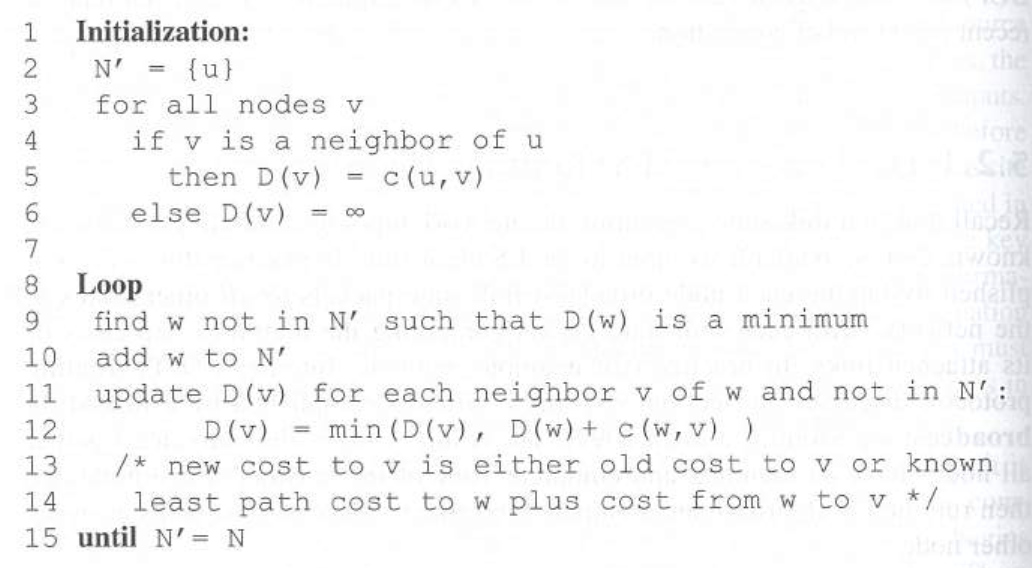 1 Initialization:
2 N' = {u}
3 for all nodes v
4 if v is a neighbor of u
5 then D(v) = c(u,v)
6 else D(v) = ∞
7
8 Loop
9 find w not in N' such that D(w) is a minimum
10 add w to N'
11 update D(v) for each neighbor v of w and not in N':
12 D(v) = min(D(v), D(w)+ c(w,v) )
13 /* new cost to v is either old cost to v or known
14 least path cost to w plus cost from w to v */
15 until N'= N